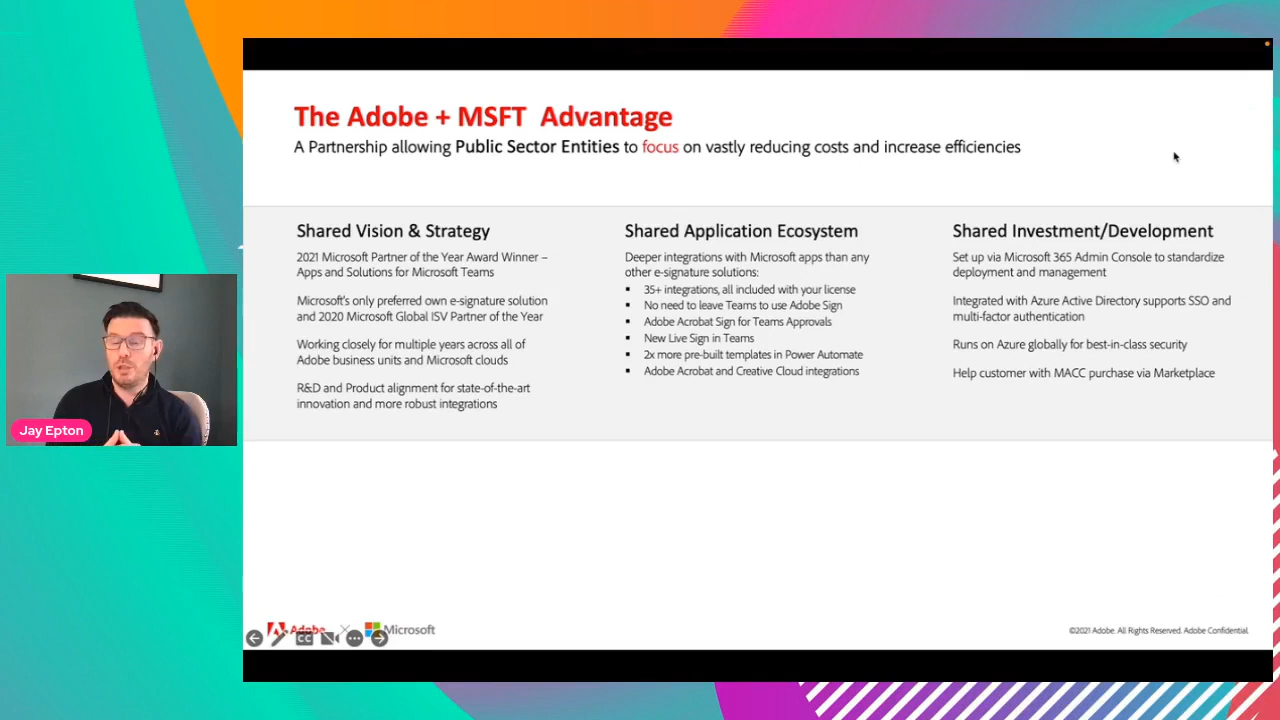 The Adobe + MSFT Advantage
A Partnership allowing Public Sector Entities to focus on vastly reducing costs and increase efficiencies
Shared Vision & Strategy
2021 Microsoft Partner of the Year Award Winner –
Apps and Solutions for Microsoft Teams
Microsoft's only preferred own e-signature solution
and 2020 Microsoft Global ISV Partner of the Year
Working closely for multiple years across all of
Adobe business units and Microsoft clouds
R&D and Product alignment for state-of-the-art
innovation and more robust integrations
Shared Application Ecosystem
Deeper integrations with Microsoft apps than any
other e-signature solutions:
▪ 35+ integrations, all included with your license
▪ No need to leave Teams to use Adobe Sign
▪ Adobe Acrobat Sign for Teams Approvals
▪ New Live Sign in Teams
▪ 2x more pre-built templates in Power Automate
▪ Adobe Acrobat and Creative Cloud integrations
Shared Investment/Development
Set up via Microsoft 365 Admin Console to standardize
deployment and management
Integrated with Azure Active Directory supports SSO and
multi-factor authentication
Runs on Azure globally for best-in-class security
Help customer with MACC purchase via Marketplace
Jay Epton
Adobe
Microsoft
CC
©2021 Adobe. All Rights Reserved. Adobe Confidential.